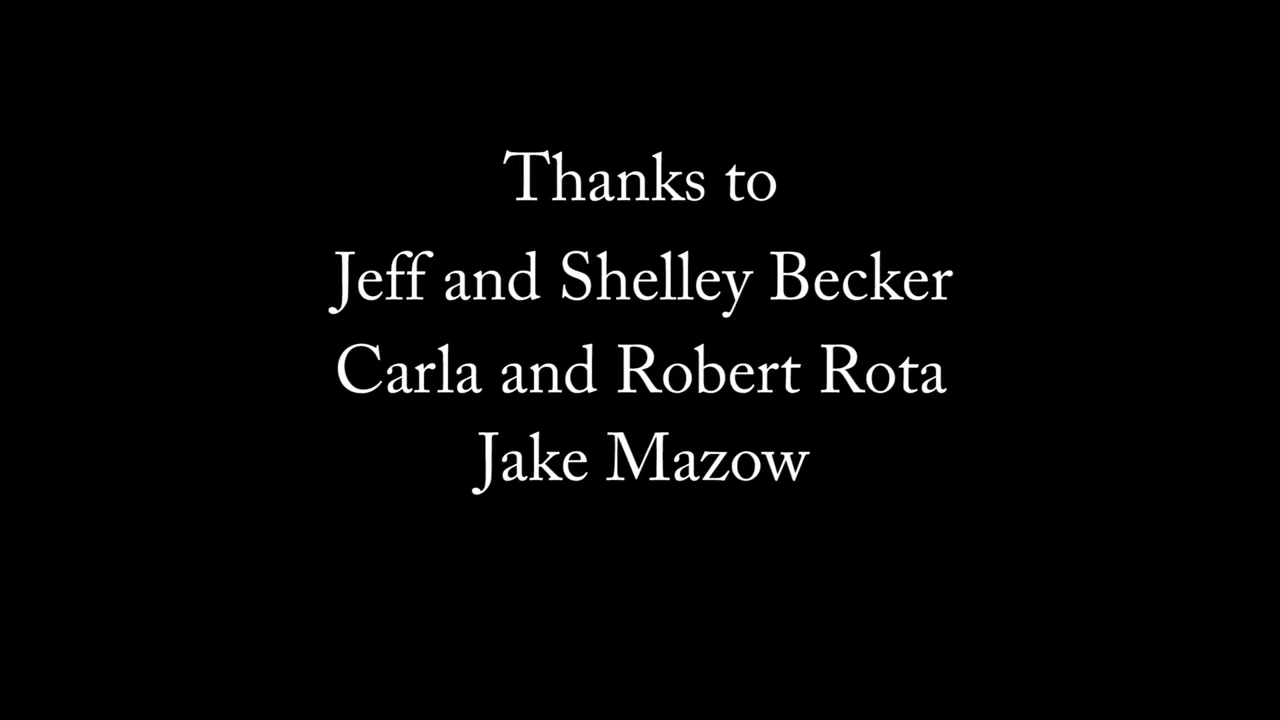 Thanks to
Jeff and Shelley Becker
Carla and Robert Rota
Jake Mazow